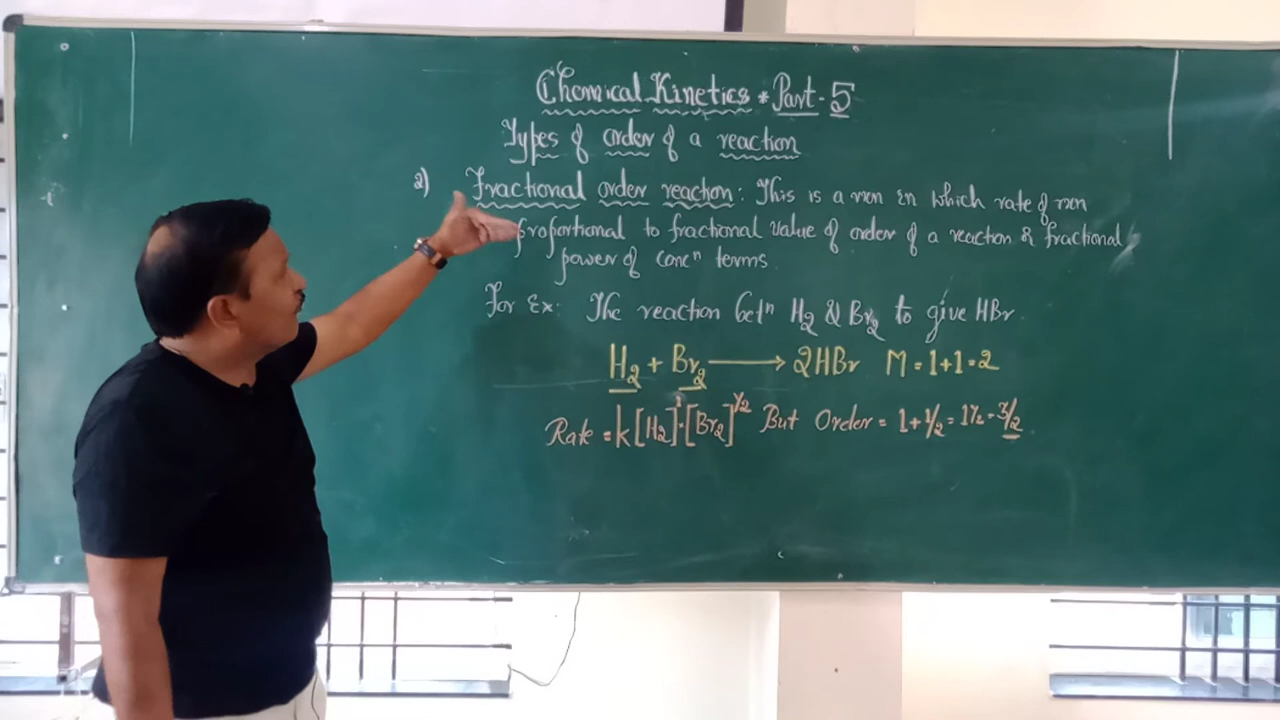 Chemical Kinetics * Part - 5
Types of order of a reaction
2) Fractional order reaction: This is a rxn in which rate of rxn
proportional to fractional value of order of a reaction & fractional
power of concⁿ terms
For Ex: The reaction betⁿ H₂ & Br₂ to give HBr.
H₂ + Br₂ ⟶ 2HBr M = 1+1=2
Rate = k[H₂]¹·[Br₂]^1/2 But Order = 1+1/2 = 1½ = 3/2